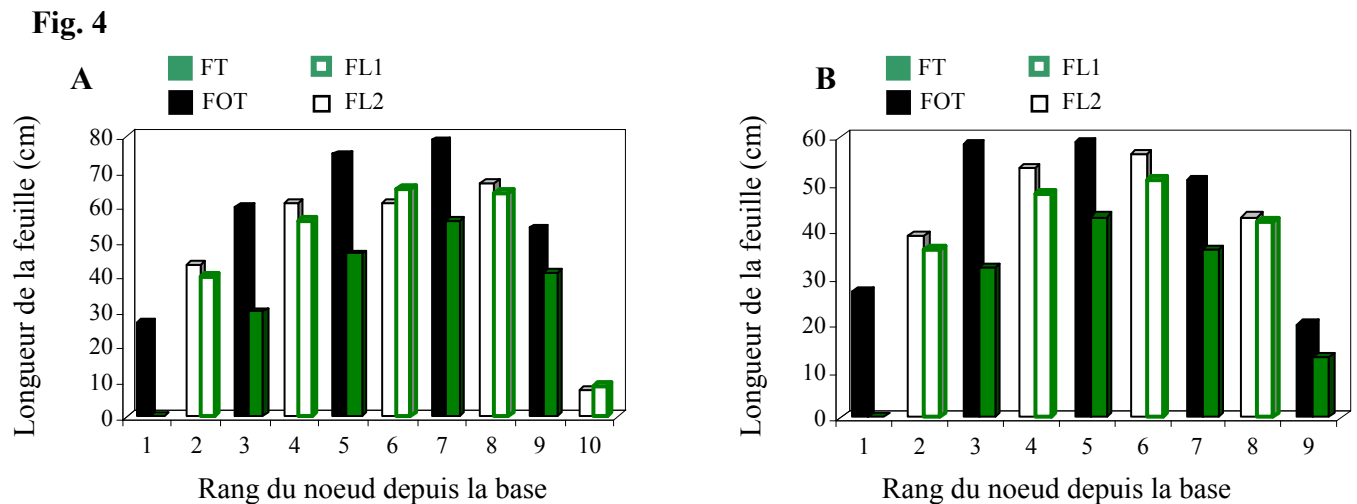 Fig. 4
A
FT
FL1
FOT
FL2
Longueur de la feuille (cm)
80
70
60
50
40
30
20
10
0
1 2 3 4 5 6 7 8 9 10
Rang du noeud depuis la base
B
FT
FL1
FOT
FL2
Longueur de la feuille (cm)
60
50
40
30
20
10
0
1 2 3 4 5 6 7 8 9
Rang du noeud depuis la base